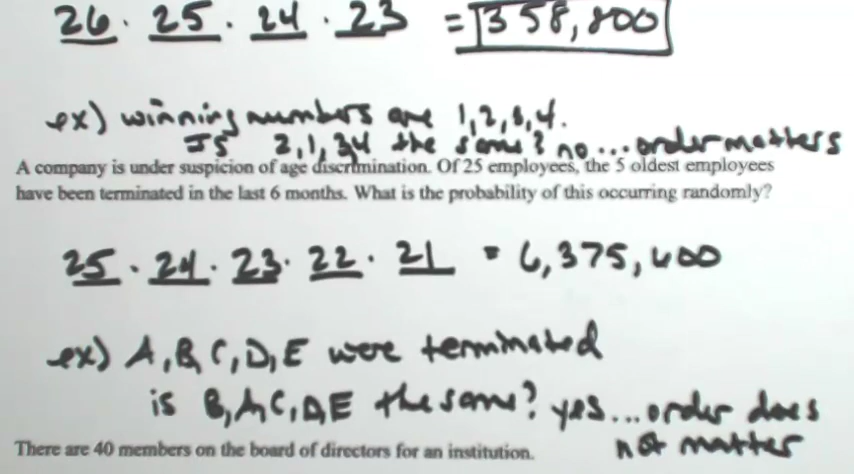 26 . 25 . 24 . 23 = 358,800
ex) winning numbers are 1,2,3,4.
IS 2,1,3,4 the same? no...order matters
A company is under suspicion of age discrimination. Of 25 employees, the 5 oldest employees
have been terminated in the last 6 months. What is the probability of this occurring randomly?
25 . 24 . 23 . 22 . 21 = 6,375,600
ex) A,B,C,D,E were terminated
is B,A,C,D,E the same? yes...order does
not matter
There are 40 members on the board of directors for an institution.